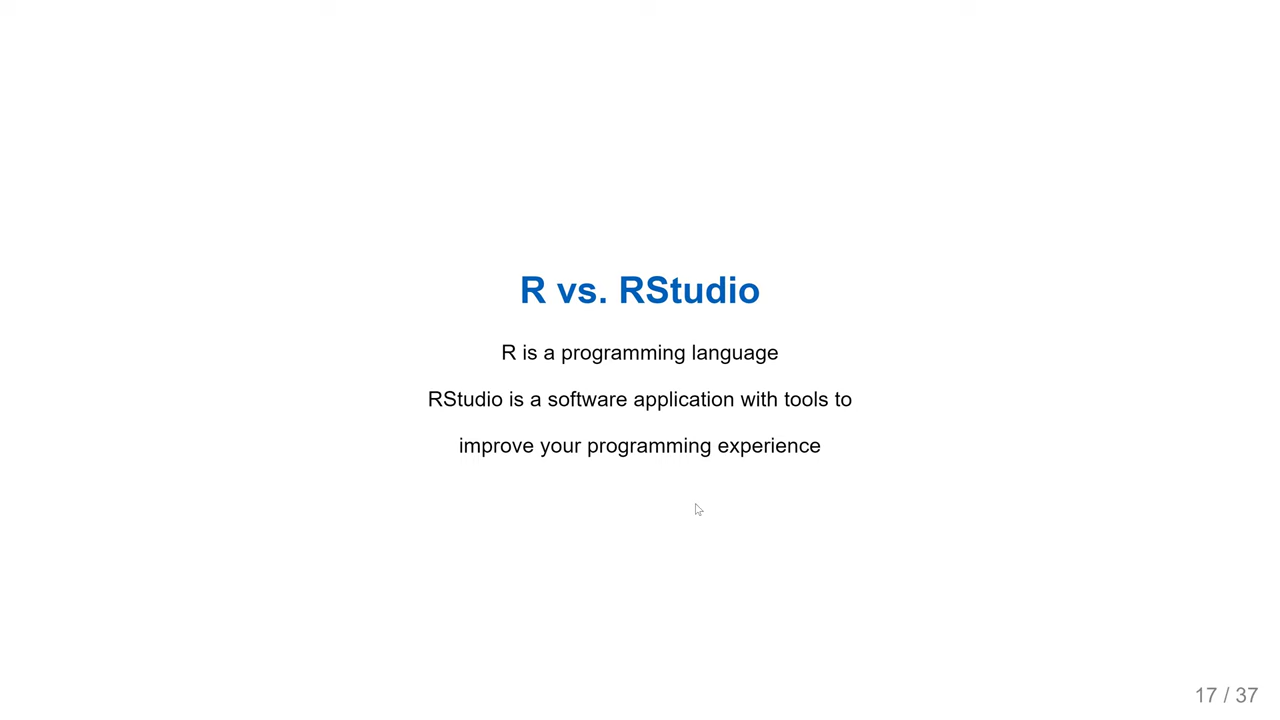 R vs. RStudio
R is a programming language
RStudio is a software application with tools to
improve your programming experience
17 / 37